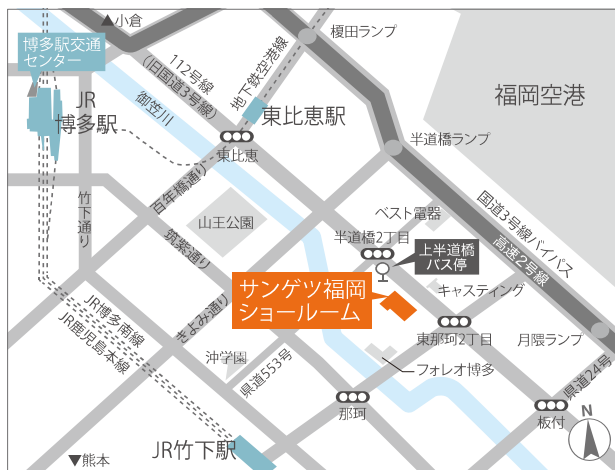 ▲小倉
榎田ランプ
博多駅交通
センター
112号線
(旧国道3号線)
地下鉄空港線
福岡空港
JR
博多駅
御笠川
東比恵駅
東比恵
半道橋ランプ
百年橋通り
竹下通り
山王公園
筑紫通り
ベスト電器
国道3号線バイパス
高速2号線
半道橋2丁目
上半道橋
バス停
サンゲツ福岡
ショールーム
キャスティング
きよみ通り
東那珂2丁目
月隈ランプ
JR博多南線
JR鹿児島本線
沖学園
県道553号
フォレオ博多
県道24号
那珂
板付
N
JR竹下駅
▼熊本